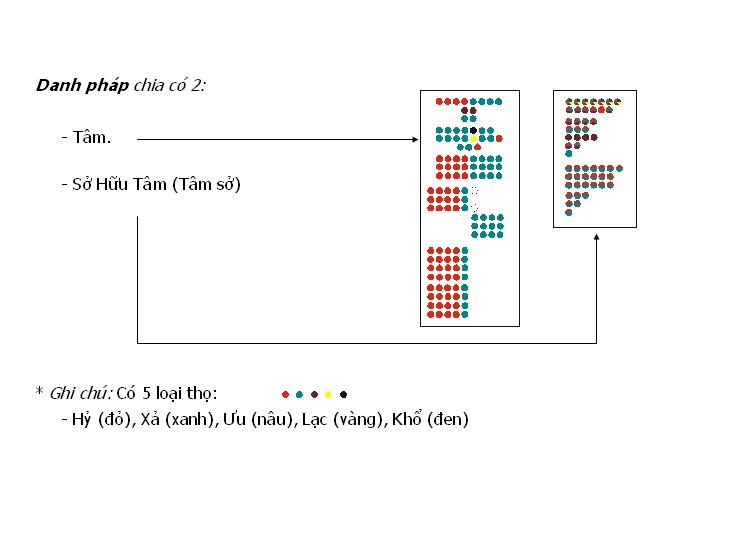 Danh pháp chia có 2:
- Tâm.
- Sở Hữu Tâm (Tâm sở)
* Ghi chú: Có 5 loại thọ:
- Hỷ (đỏ), Xả (xanh), Ưu (nâu), Lạc (vàng), Khổ (đen)